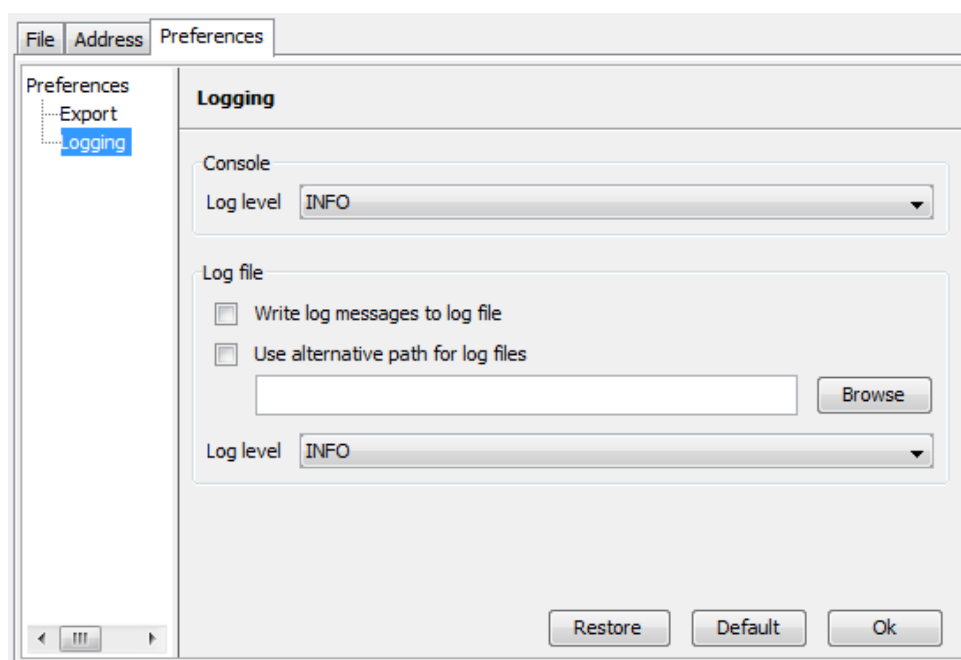 File Address Preferences
Preferences
Export
Logging
Logging
Console
Log level INFO
Log file
Write log messages to log file
Use alternative path for log files
Browse
Log level INFO
Restore Default Ok